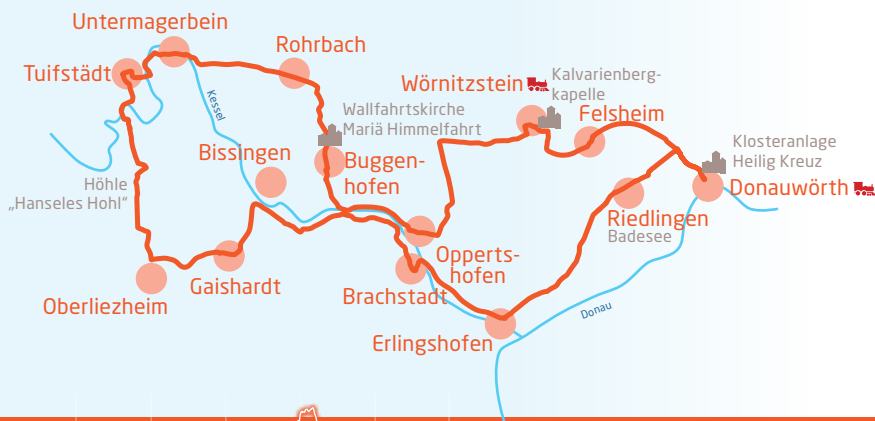 Untermagerbein
Rohrbach
Tuifstädt
Wörnitzstein
Kalvarienberg-
kapelle
Kessel
Wallfahrtskirche
Mariä Himmelfahrt
Felsheim
Klosteranlage
Heilig Kreuz
Bissingen
Buggen-
hofen
Höhle
„Hanseles Hohl“
Donauwörth
Riedlingen
Badesee
Opperts-
hofen
Gaishardt
Brachstadt
Oberliezheim
Donau
Erlingshofen